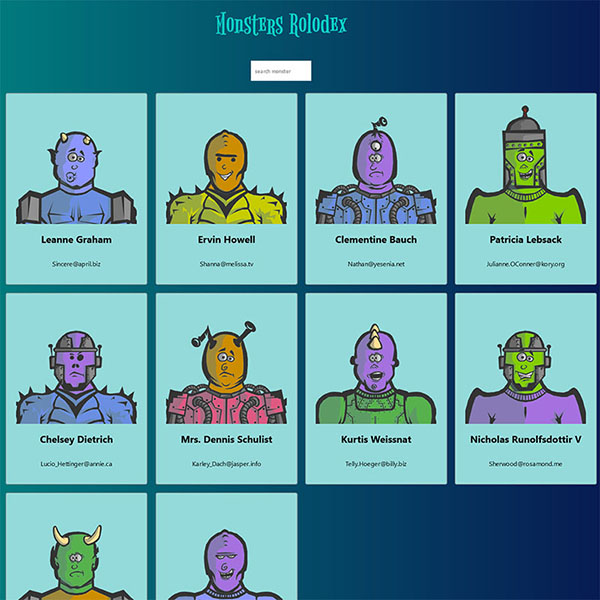 Monsters Rolodex
search monster
Leanne Graham
Sincere@april.biz
Ervin Howell
Shanna@melissa.tv
Clementine Bauch
Nathan@yesenia.net
Patricia Lebsack
Julianne.OConner@kory.org
Chelsey Dietrich
Lucio_Hettinger@annie.ca
Mrs. Dennis Schulist
Karley_Dach@jasper.info
Kurtis Weissnat
Telly.Hoeger@billy.biz
Nicholas Runolfsdottir V
Sherwood@rosamond.me